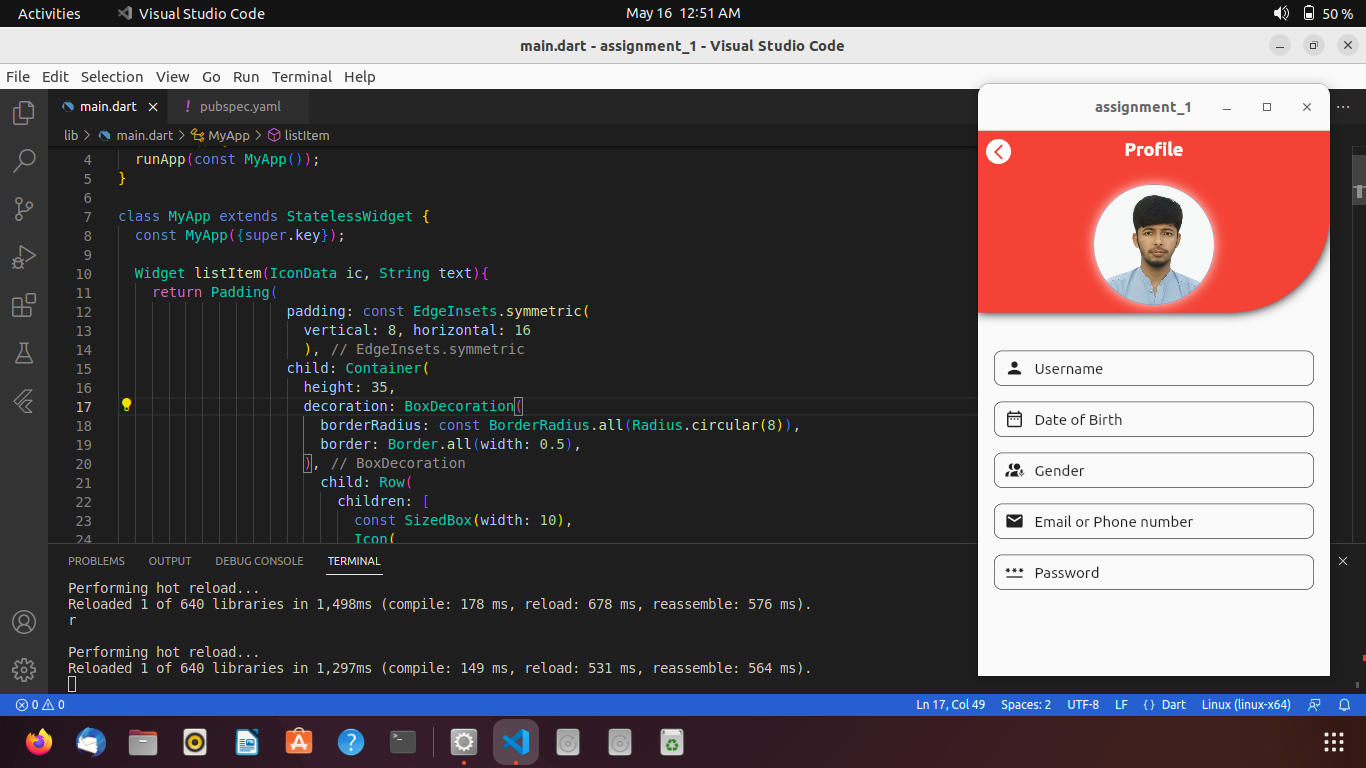 Activities
Visual Studio Code
May 16 12:51 AM
50 %
main.dart - assignment_1 - Visual Studio Code
File Edit Selection View Go Run Terminal Help
main.dart
! pubspec.yaml
lib > main.dart > MyApp > listItem
4 runApp(const MyApp());
5 }
6
7 class MyApp extends StatelessWidget {
8 const MyApp({super.key});
9
10 Widget listItem(IconData ic, String text){
11 return Padding(
12 padding: const EdgeInsets.symmetric(
13 vertical: 8, horizontal: 16
14 ), // EdgeInsets.symmetric
15 child: Container(
16 height: 35,
17 decoration: BoxDecoration(
18 borderRadius: const BorderRadius.all(Radius.circular(8)),
19 border: Border.all(width: 0.5),
20 ), // BoxDecoration
21 child: Row(
22 children: [
23 const SizedBox(width: 10),
24 Icon(
PROBLEMS OUTPUT DEBUG CONSOLE TERMINAL
Performing hot reload...
Reloaded 1 of 640 libraries in 1,498ms (compile: 178 ms, reload: 678 ms, reassemble: 576 ms).
r
Performing hot reload...
Reloaded 1 of 640 libraries in 1,297ms (compile: 149 ms, reload: 531 ms, reassemble: 564 ms).
0 0
Ln 17, Col 49 Spaces: 2 UTF-8 LF {} Dart Linux (linux-x64)
assignment_1
Profile
Username
Date of Birth
Gender
Email or Phone number
Password